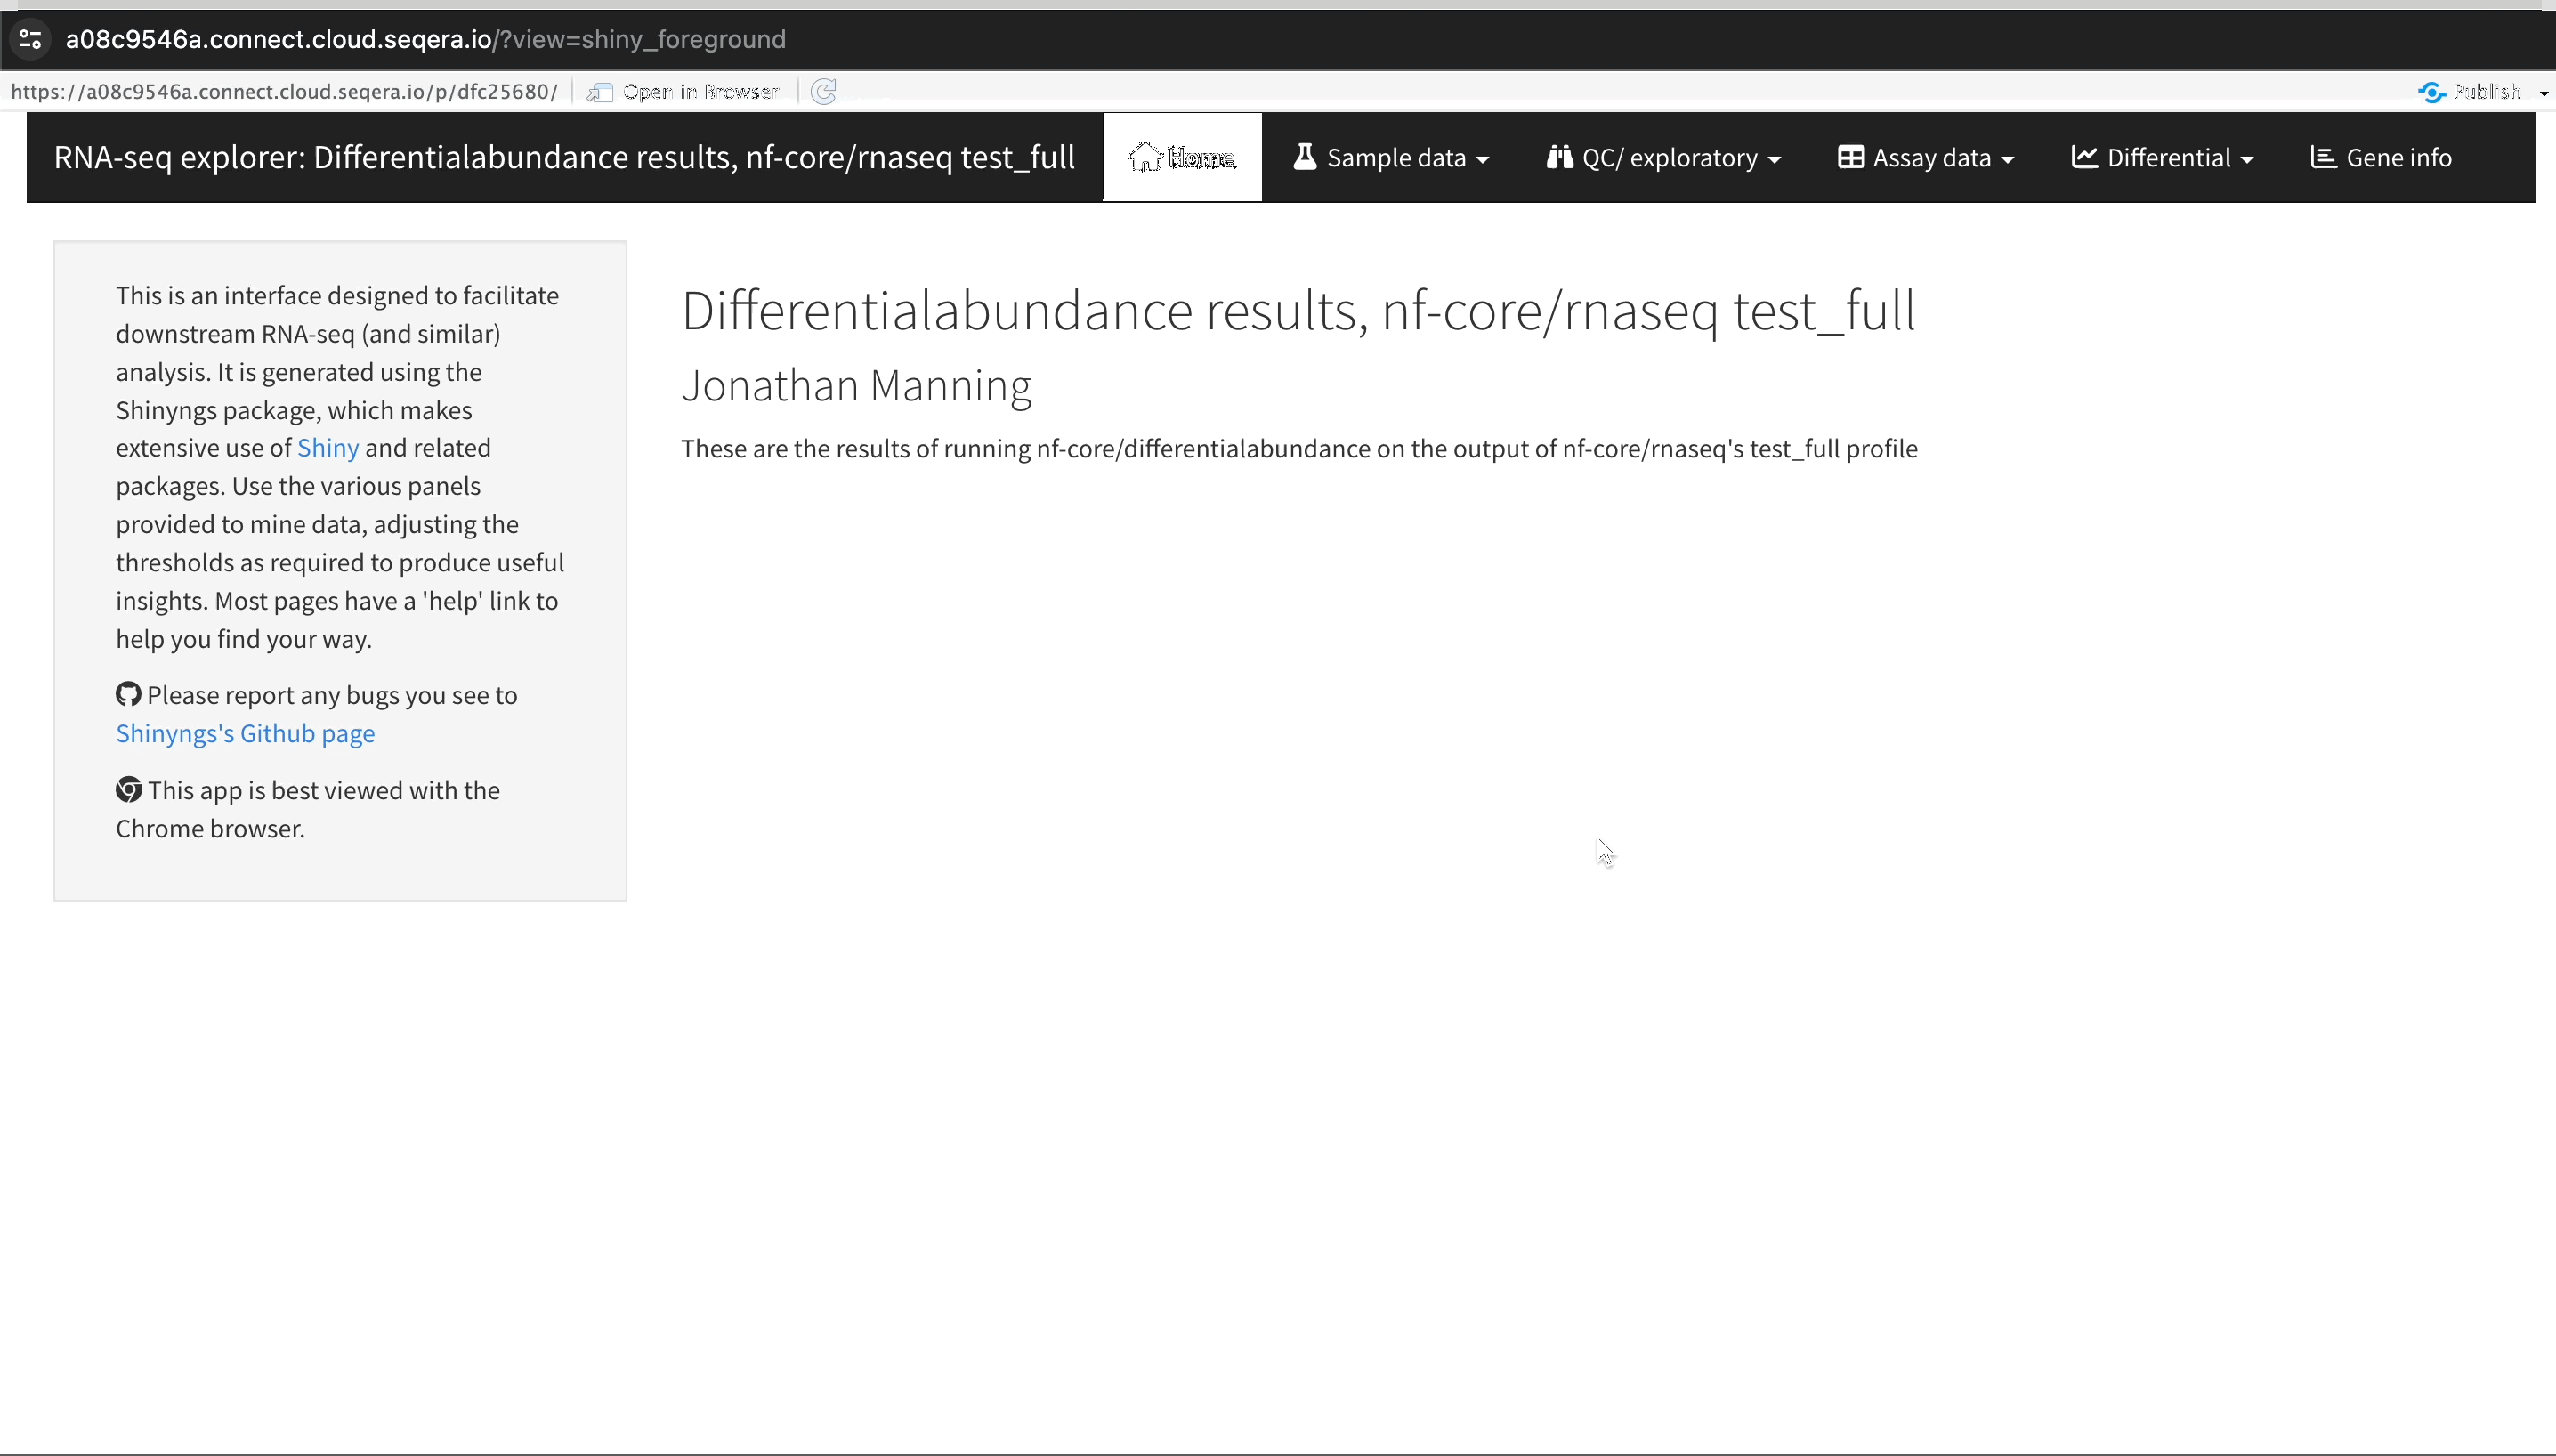 a08c9546a.connect.cloud.seqera.io/?view=shiny_foreground
https://a08c9546a.connect.cloud.seqera.io/p/dfc25680/ Open in Browser Publish
RNA-seq explorer: Differentialabundance results, nf-core/rnaseq test_full Home Sample data QC/ exploratory Assay data Differential Gene info
This is an interface designed to facilitate
downstream RNA-seq (and similar)
analysis. It is generated using the
Shinyngs package, which makes
extensive use of Shiny and related
packages. Use the various panels
provided to mine data, adjusting the
thresholds as required to produce useful
insights. Most pages have a 'help' link to
help you find your way.
Please report any bugs you see to
Shinyngs's Github page
This app is best viewed with the
Chrome browser.
Differentialabundance results, nf-core/rnaseq test_full
Jonathan Manning
These are the results of running nf-core/differentialabundance on the output of nf-core/rnaseq's test_full profile